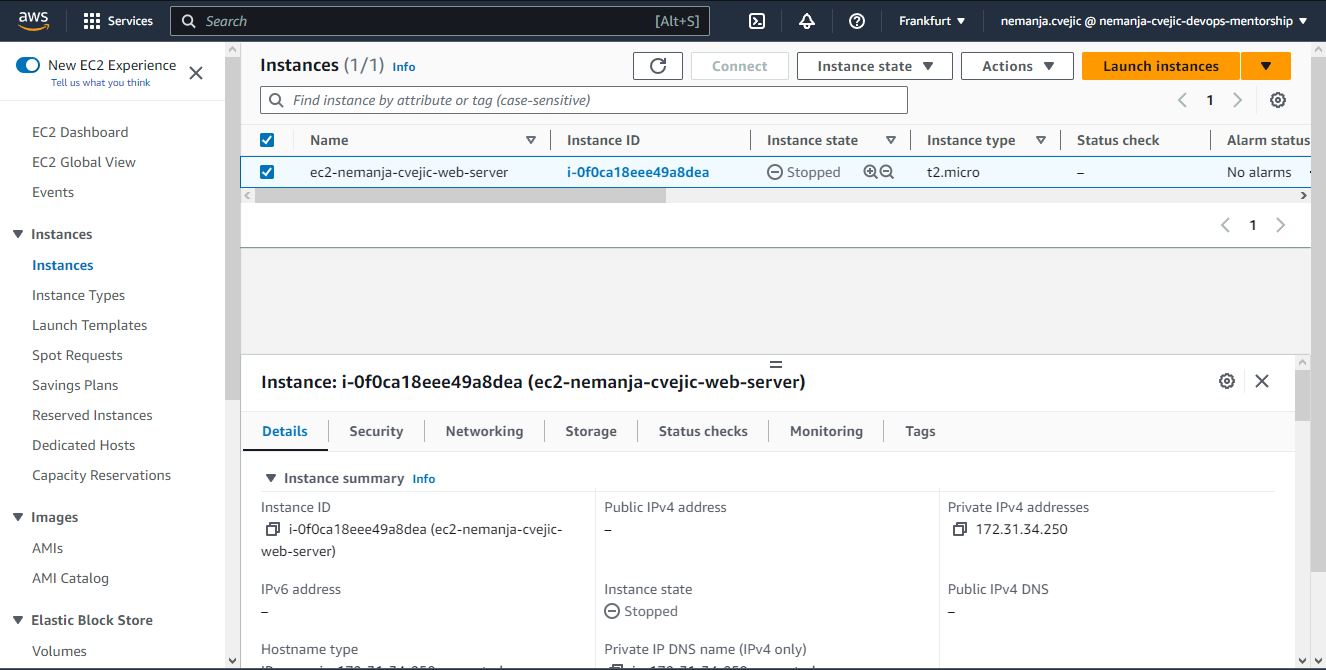 aws
Services
Search
[Alt+S]
Frankfurt
nemanja.cvejic @ nemanja-cvejic-devops-mentorship
New EC2 Experience
Tell us what you think
EC2 Dashboard
EC2 Global View
Events
Instances
Instances
Instance Types
Launch Templates
Spot Requests
Savings Plans
Reserved Instances
Dedicated Hosts
Capacity Reservations
Images
AMIs
AMI Catalog
Elastic Block Store
Volumes
Instances (1/1) Info
Connect
Instance state
Actions
Launch instances
Find instance by attribute or tag (case-sensitive)
1
Name
Instance ID
Instance state
Instance type
Status check
Alarm status
ec2-nemanja-cvejic-web-server
i-0f0ca18eee49a8dea
Stopped
t2.micro
–
No alarms
1
Instance: i-0f0ca18eee49a8dea (ec2-nemanja-cvejic-web-server)
Details
Security
Networking
Storage
Status checks
Monitoring
Tags
Instance summary Info
Instance ID
i-0f0ca18eee49a8dea (ec2-nemanja-cvejic-
web-server)
Public IPv4 address
–
Private IPv4 addresses
172.31.34.250
IPv6 address
–
Instance state
Stopped
Public IPv4 DNS
–
Hostname type
Private IP DNS name (IPv4 only)